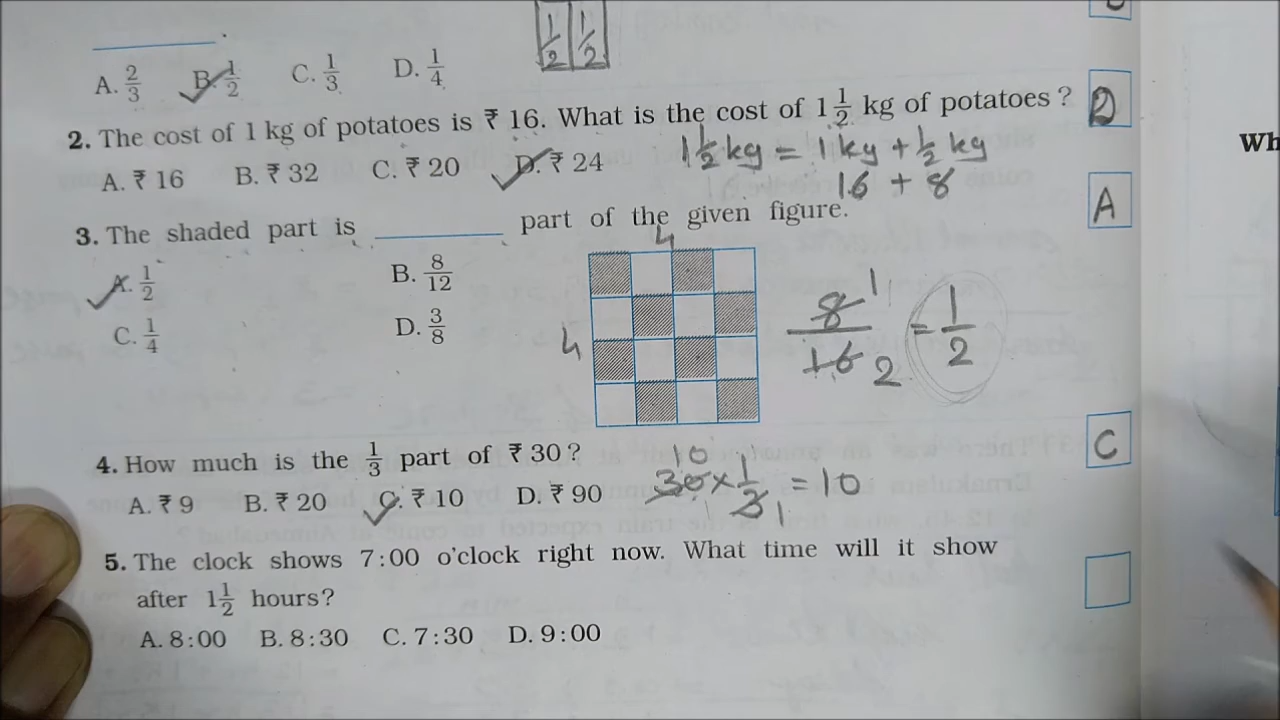 1/2 1/2
A. 2/3 B. 1/2 C. 1/3 D. 1/4
2. The cost of 1 kg of potatoes is ₹ 16. What is the cost of 1 1/2 kg of potatoes ? D
A. ₹ 16 B. ₹ 32 C. ₹ 20 D. ₹ 24
1 1/2 kg = 1 kg + 1/2 kg
16 + 8
3. The shaded part is ________ part of the given figure. A
A. 1/2 B. 8/12
C. 1/4 D. 3/8
4
4
8/16 1 2 = 1/2
4. How much is the 1/3 part of ₹ 30 ? C
A. ₹ 9 B. ₹ 20 C. ₹ 10 D. ₹ 90
10 1
30 × 1/3 = 10
5. The clock shows 7:00 o'clock right now. What time will it show
after 1 1/2 hours?
A. 8:00 B. 8:30 C. 7:30 D. 9:00
Wh